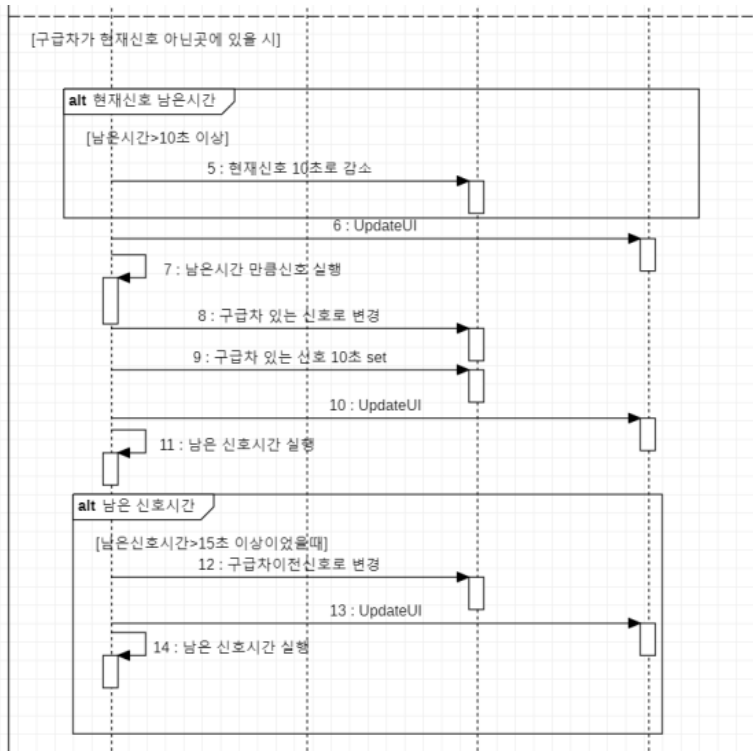 [구급차가 현재신호 아닌곳에 있을 시]
alt 현재신호 남은시간
[남은시간>10초 이상]
5 : 현재신호 10초로 감소
6 : UpdateUI
7 : 남은시간 만큼신호 실행
8 : 구급차 있는 신호로 변경
9 : 구급차 있는 신호 10초 set
10 : UpdateUI
11 : 남은 신호시간 실행
alt 남은 신호시간
[남은신호시간>15초 이상이었을때]
12 : 구급차이전신호로 변경
13 : UpdateUI
14 : 남은 신호시간 실행